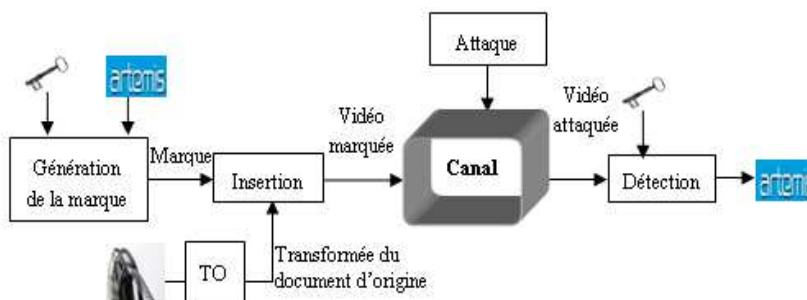 Attaque
artemis
Génération
de la marque
Marque
Insertion
Vidéo
marquée
Canal
Vidéo
attaquée
Détection
artemis
TO
Transformée du
document d'origine